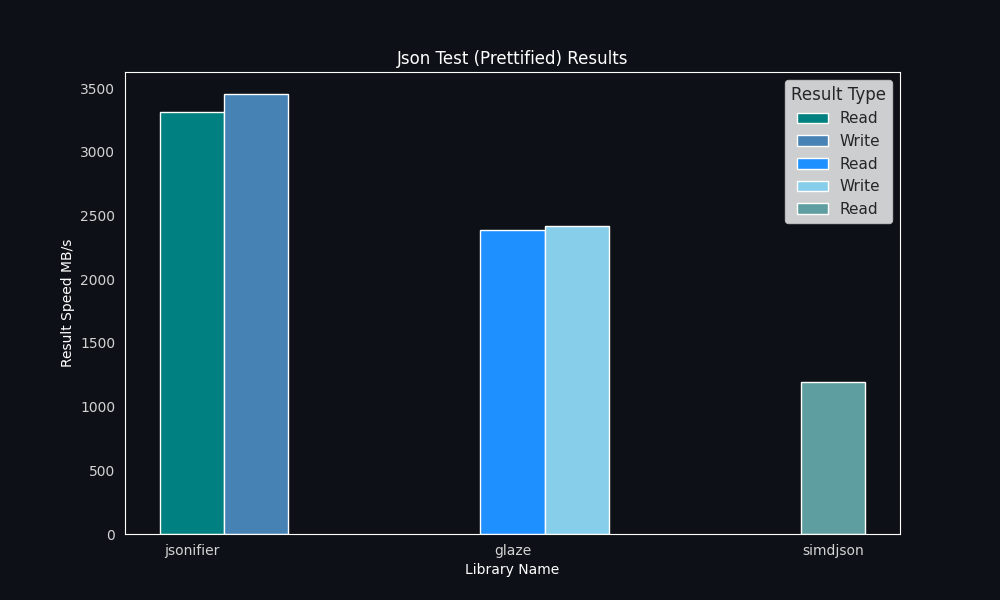 Json Test (Prettified) Results
Result Type
Read
Write
Read
Write
Read
3500
3000
2500
2000
1500
1000
500
0
Result Speed MB/s
jsonifier
glaze
simdjson
Library Name